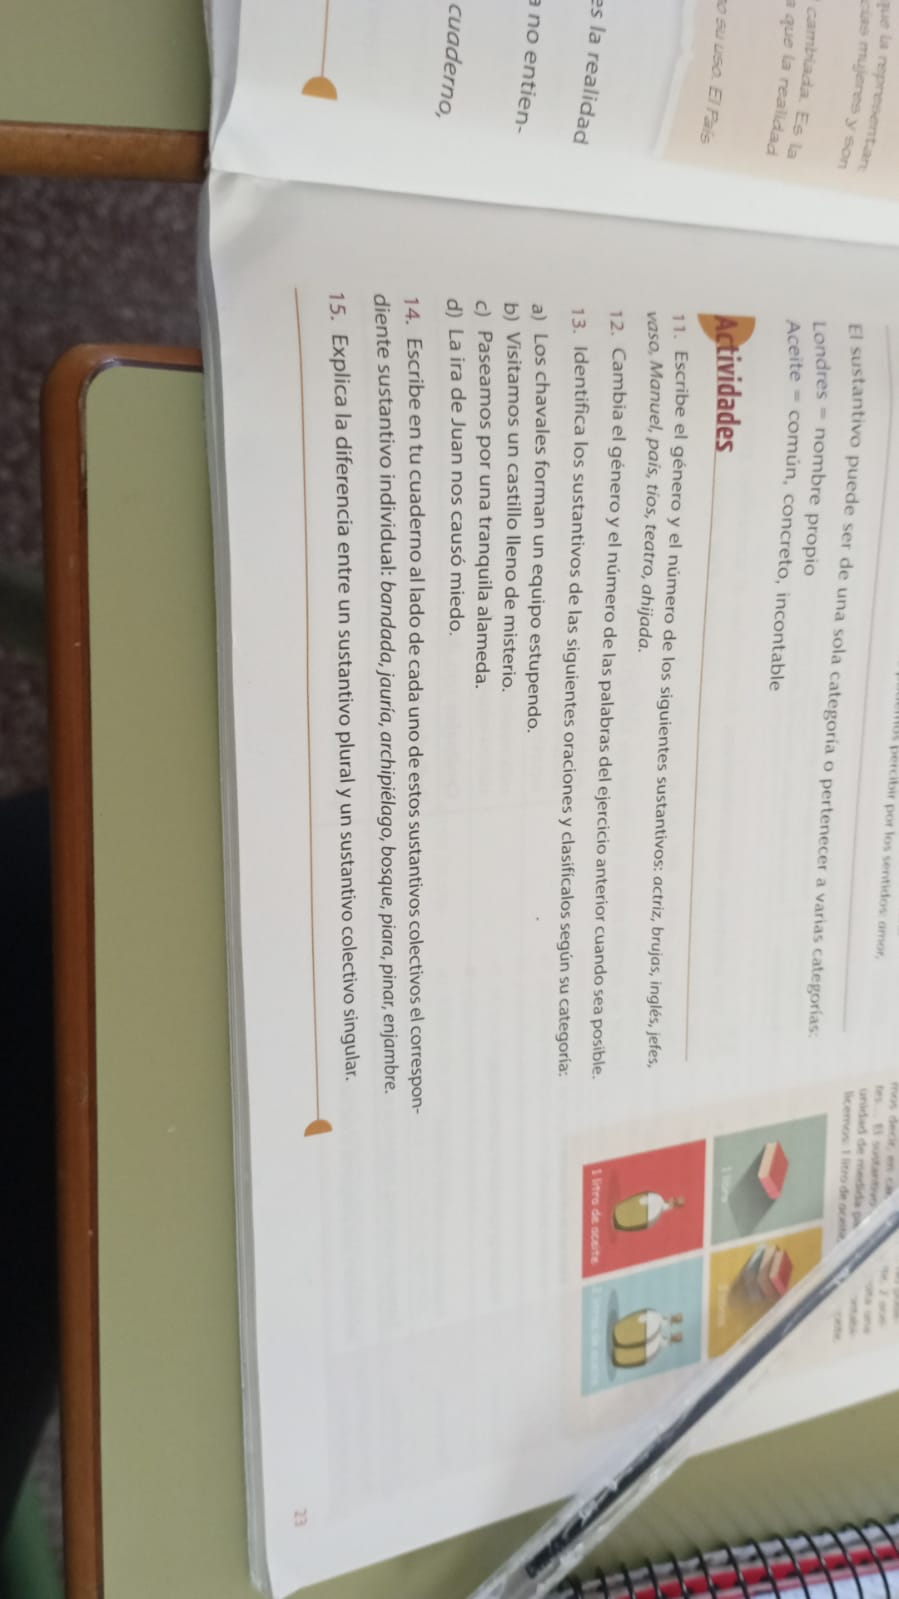 que la representan:
cias mujeres y son
cambiada. Es la
a que la realidad
no su uso. El País
es la realidad
a no entien-
cuaderno,
percibir por los sentidos: amor,
El sustantivo puede ser de una sola categoría o pertenecer a varias categorías:
Londres = nombre propio
Aceite = común, concreto, incontable
Actividades
11. Escribe el género y el número de los siguientes sustantivos: actriz, brujas, inglés, jefes,
vaso, Manuel, país, tíos, teatro, ahijada.
12. Cambia el género y el número de las palabras del ejercicio anterior cuando sea posible.
13. Identifica los sustantivos de las siguientes oraciones y clasifícalos según su categoría:
a) Los chavales forman un equipo estupendo.
b) Visitamos un castillo lleno de misterio.
c) Paseamos por una tranquila alameda.
d) La ira de Juan nos causó miedo.
14. Escribe en tu cuaderno al lado de cada uno de estos sustantivos colectivos el correspon-
diente sustantivo individual: bandada, jauría, archipiélago, bosque, piara, pinar, enjambre.
15. Explica la diferencia entre un sustantivo plural y un sustantivo colectivo singular.
mos decir, en
El sustantivo
unidad de medida
licemos: 1 litro de aceite,
1 libro
1 litro de aceite
2 litros de aceite
23